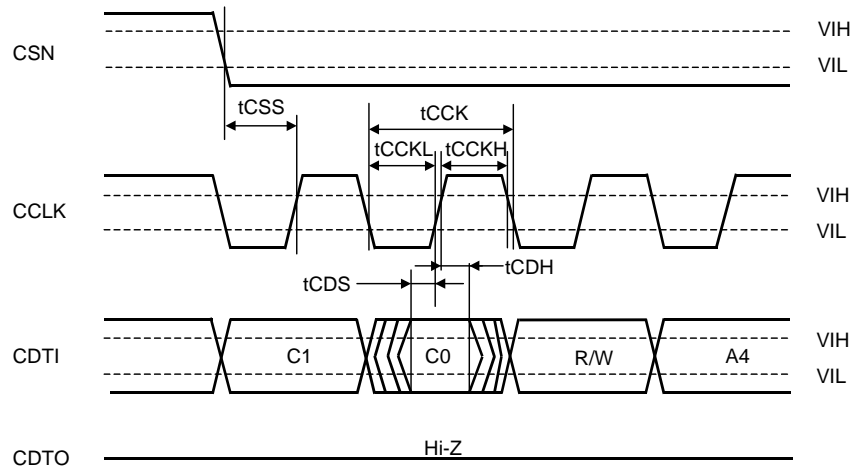 CSN
VIH
VIL
tCSS
tCCK
tCCKL
tCCKH
CCLK
VIH
VIL
tCDS
tCDH
CDTI
C1
C0
R/W
A4
VIH
VIL
CDTO
Hi-Z